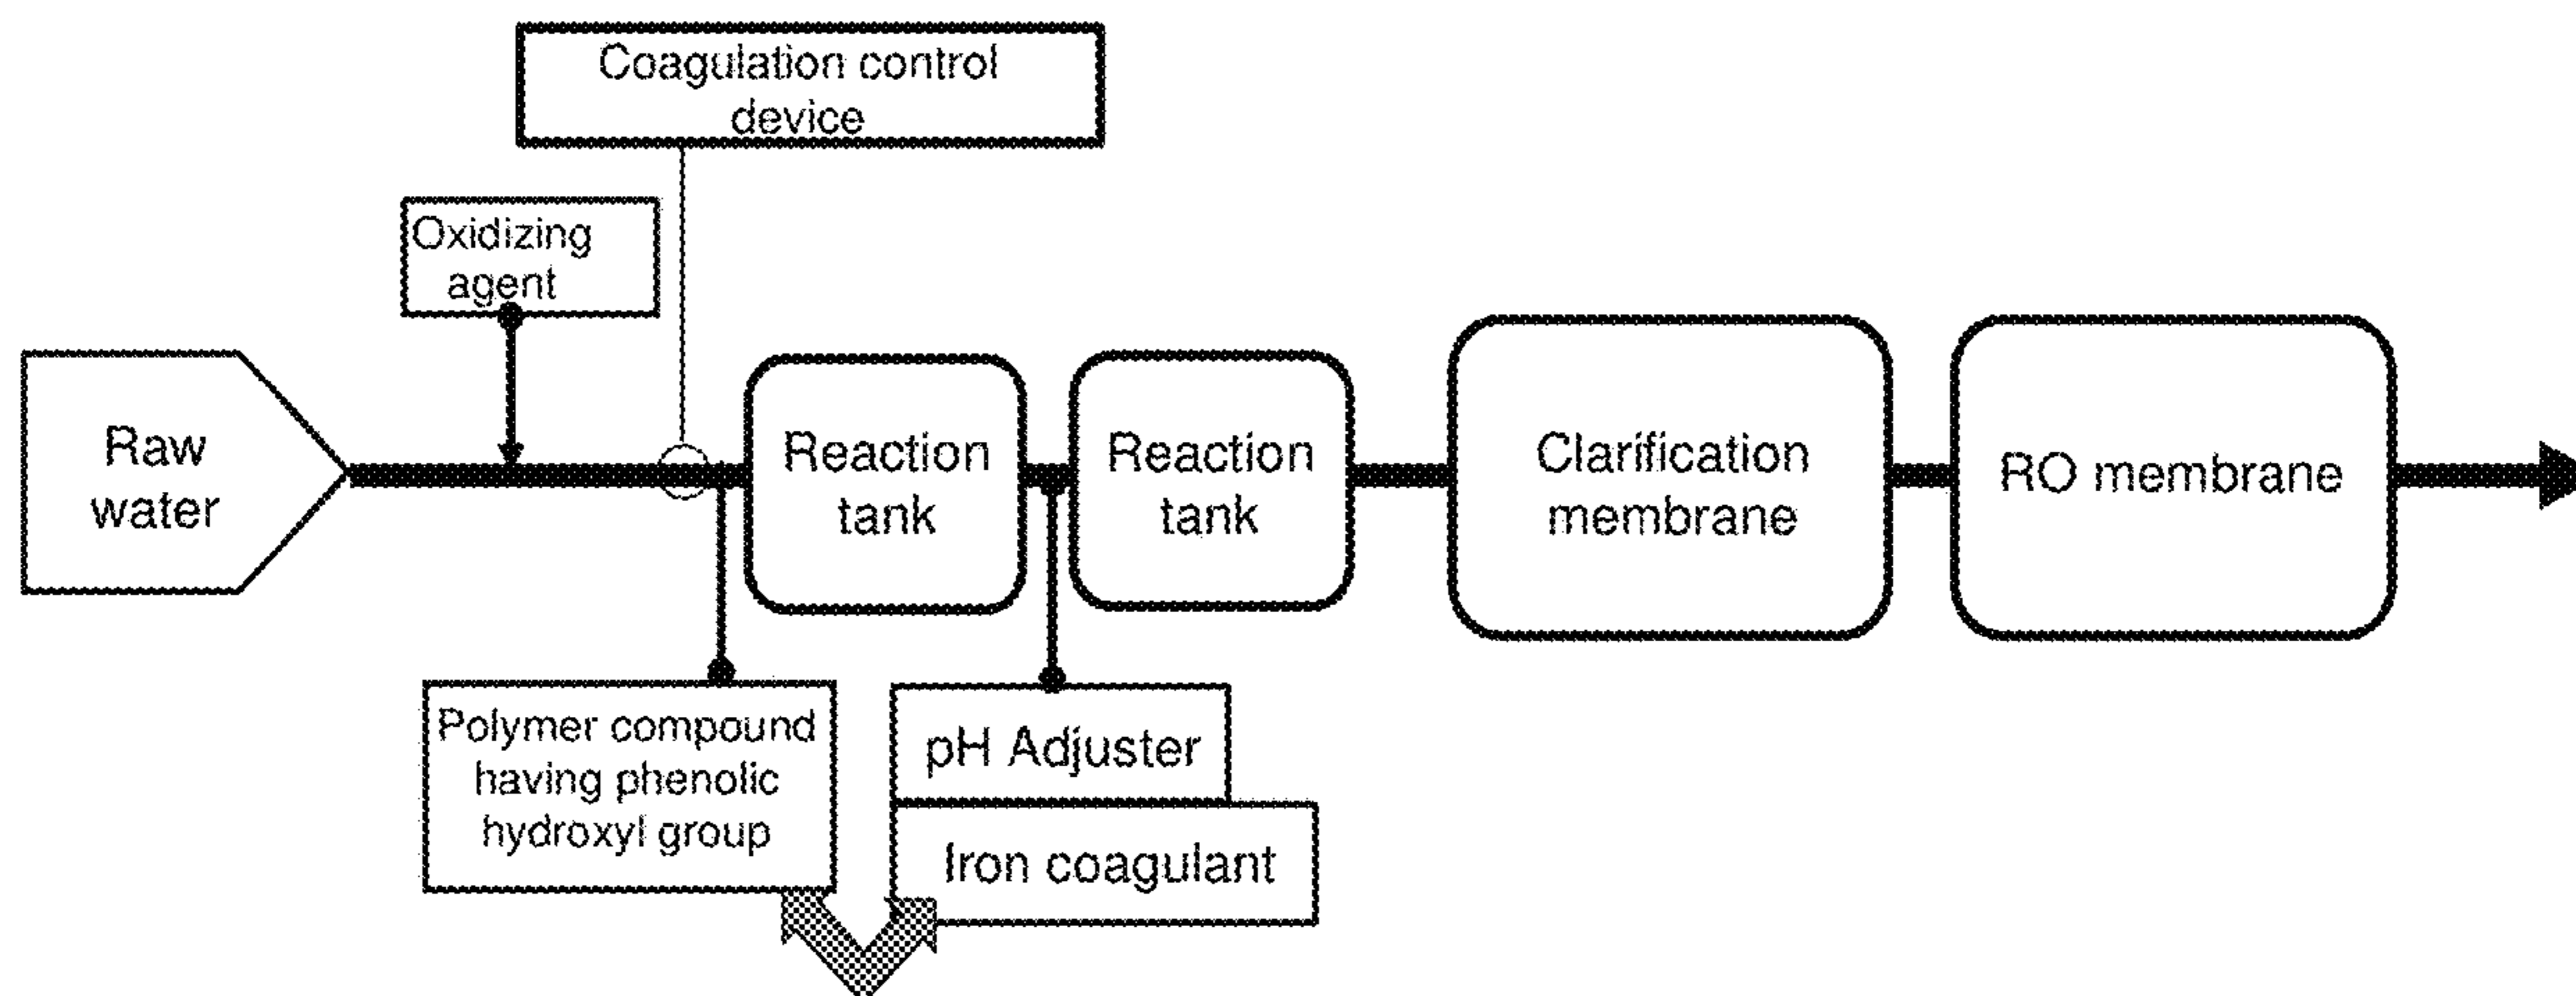 Coagulation control
device
Oxidizing
agent
Raw
water
Reaction
tank
Reaction
tank
Clarification
membrane
RO membrane
Polymer compound
having phenolic
hydroxyl group
pH Adjuster
Iron coagulant